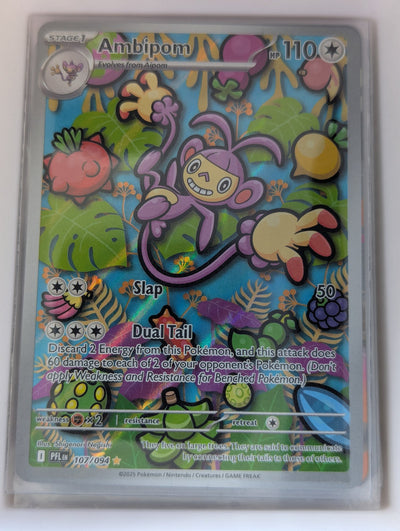 STAGE 1
Ambipom
HP 110
Evolves from Aipom
Slap 50
Dual Tail
Discard 2 Energy from this Pokémon, and this attack does
60 damage to each of 2 of your opponent's Pokémon. (Don't
apply Weakness and Resistance for Benched Pokémon.)
weakness ×2 resistance retreat
Illus. Shigenori Negishi
I PFL EN 107/094
They live on large trees. They are said to communicate
by connecting their tails to those of others.
©2025 Pokémon / Nintendo / Creatures / GAME FREAK